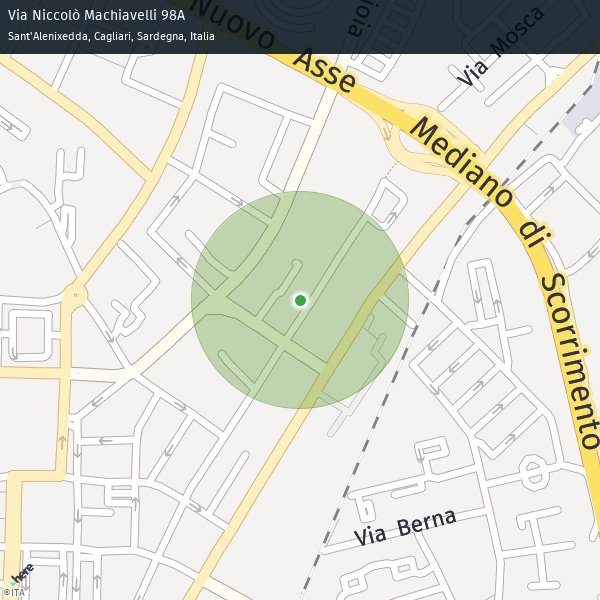 Via Niccolò Machiavelli 98A
Sant'Alenixedda, Cagliari, Sardegna, Italia
Nuovo Asse Mediano di Scorrimento
Via Mosca
Via Berna
here
©ITA